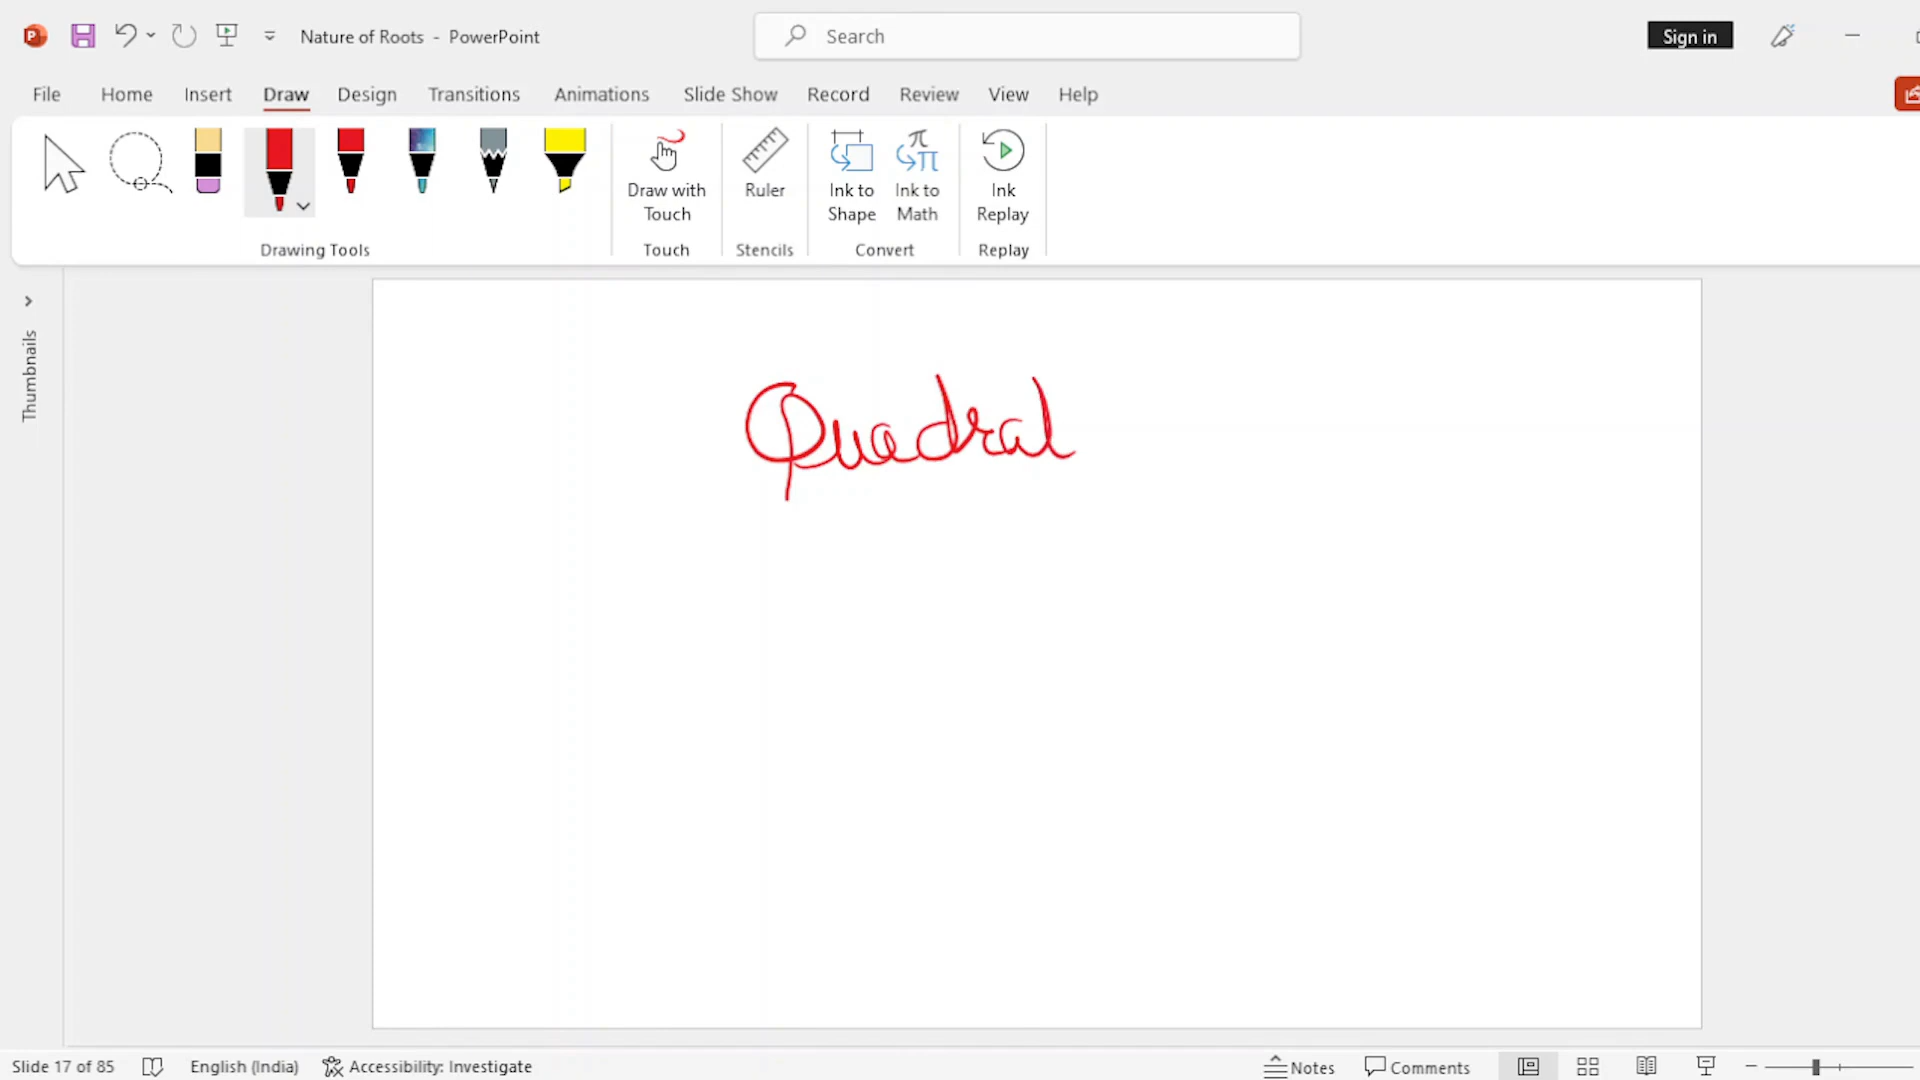 Nature of Roots - PowerPoint
Search
Sign in
File Home Insert Draw Design Transitions Animations Slide Show Record Review View Help
Draw with Touch
Ruler
Ink to Shape
Ink to Math
Ink Replay
Drawing Tools Touch Stencils Convert Replay
Thumbnails
Quadrat
Slide 17 of 85 English (India) Accessibility: Investigate Notes Comments